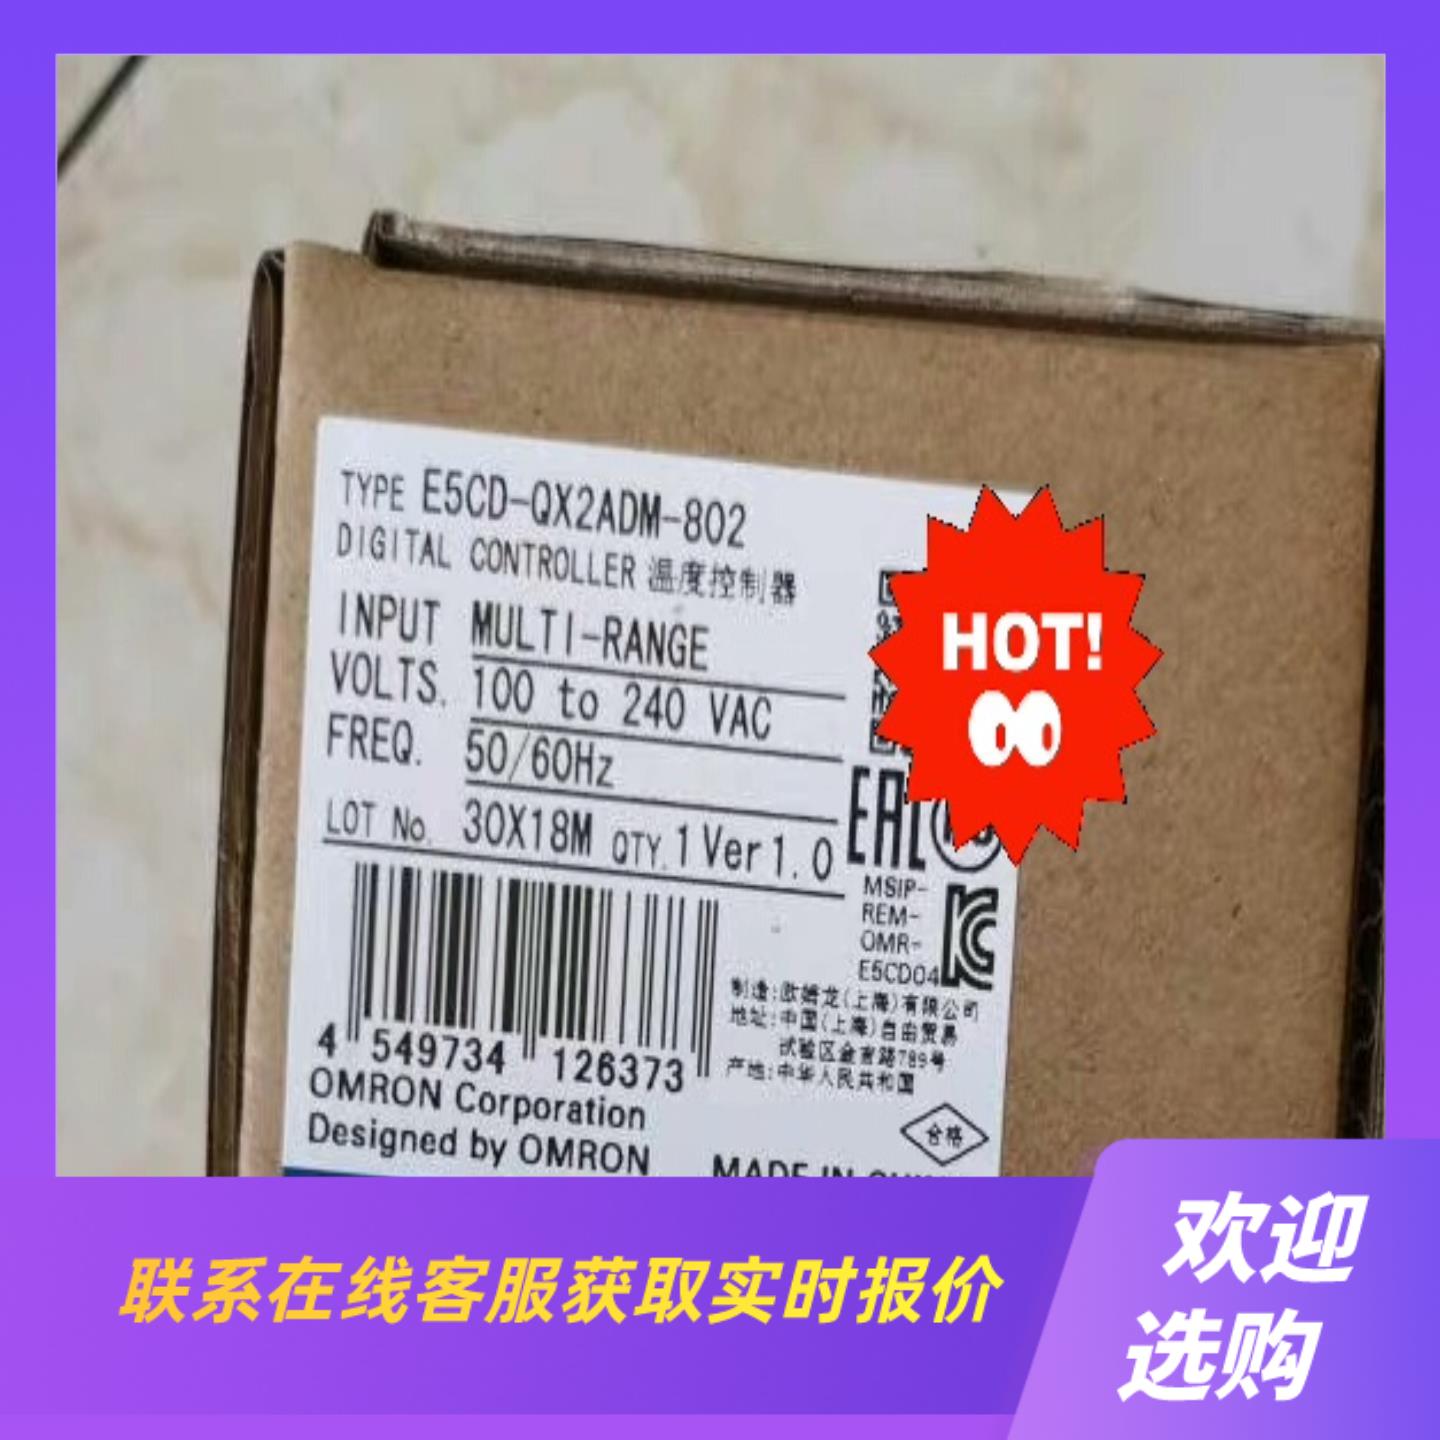 TYPE E5CD-QX2ADM-802
DIGITAL CONTROLLER 温度控制器
INPUT MULTI-RANGE
VOLTS. 100 to 240 VAC
FREQ. 50/60Hz
LOT No. 30X18M QTY. 1 Ver 1.0
HOT!
EAC
MSIP-
REM-
OMR-
E5CD04
4 549734 126373
制造:欧姆龙(上海)有限公司
地址:中国(上海)自由贸易
试验区金吉路789号
产地:中华人民共和国
OMRON Corporation
Designed by OMRON
合格
MADE IN
联系在线客服获取实时报价
欢迎
选购